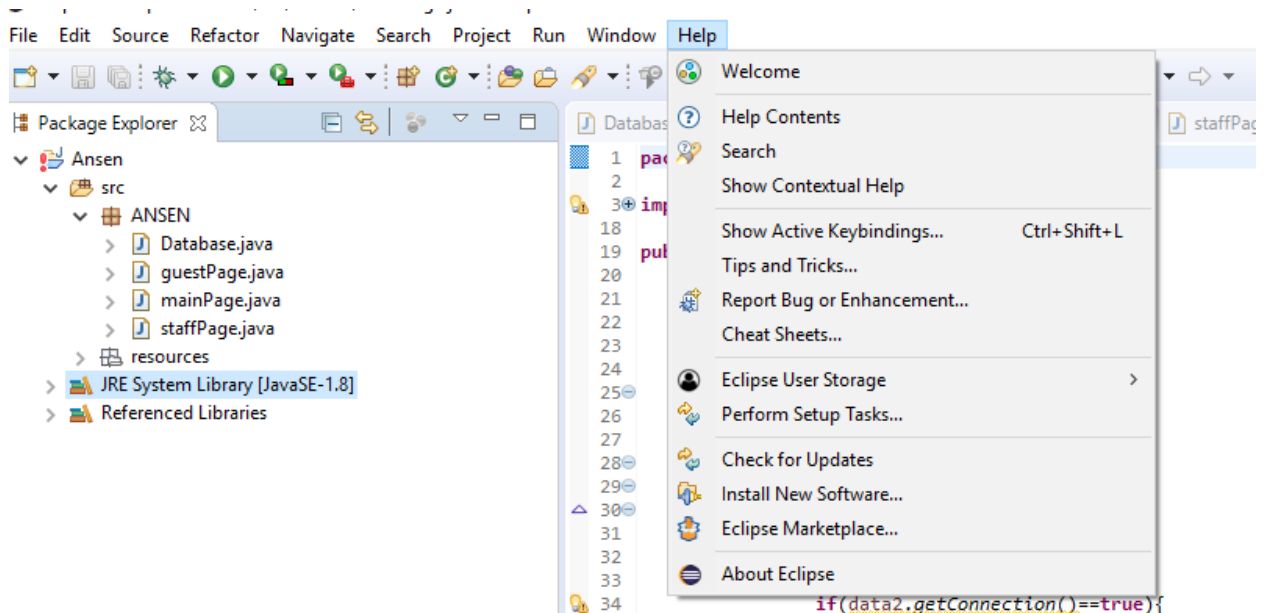 File Edit Source Refactor Navigate Search Project Run Window Help
Package Explorer
Ansen
src
ANSEN
Database.java
guestPage.java
mainPage.java
staffPage.java
resources
JRE System Library [JavaSE-1.8]
Referenced Libraries
Databas
staffPag
1 pac
2
3 imp
18
19 pub
20
21
22
23
24
25
26
27
28
29
30
31
32
33
34 if(data2.getConnection()==true){
Welcome
Help Contents
Search
Show Contextual Help
Show Active Keybindings... Ctrl+Shift+L
Tips and Tricks...
Report Bug or Enhancement...
Cheat Sheets...
Eclipse User Storage
Perform Setup Tasks...
Check for Updates
Install New Software...
Eclipse Marketplace...
About Eclipse